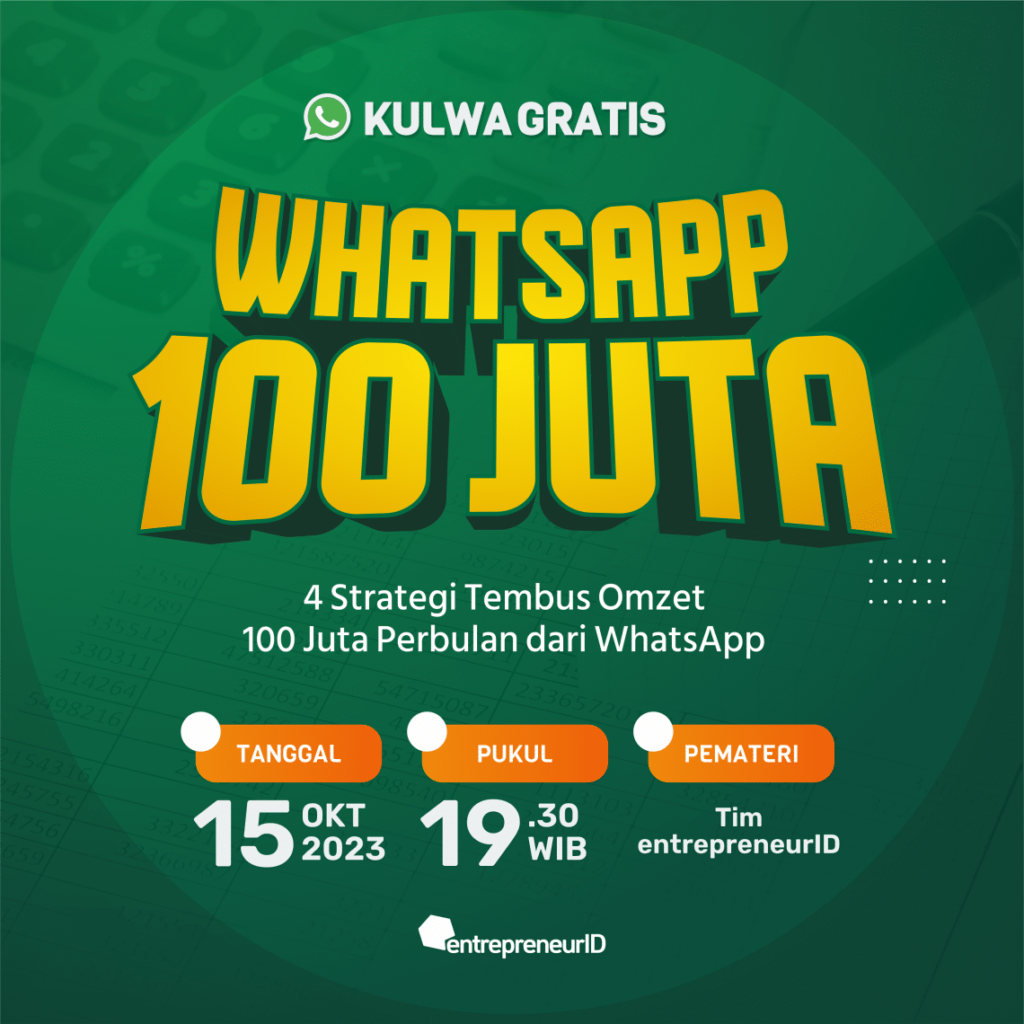 KULWA GRATIS
WHATSAPP
100 JUTA
4 Strategi Tembus Omzet
100 Juta Perbulan dari WhatsApp
TANGGAL
15 OKT 2023
PUKUL
19.30 WIB
PEMATERI
Tim
entrepreneurID
entrepreneurID